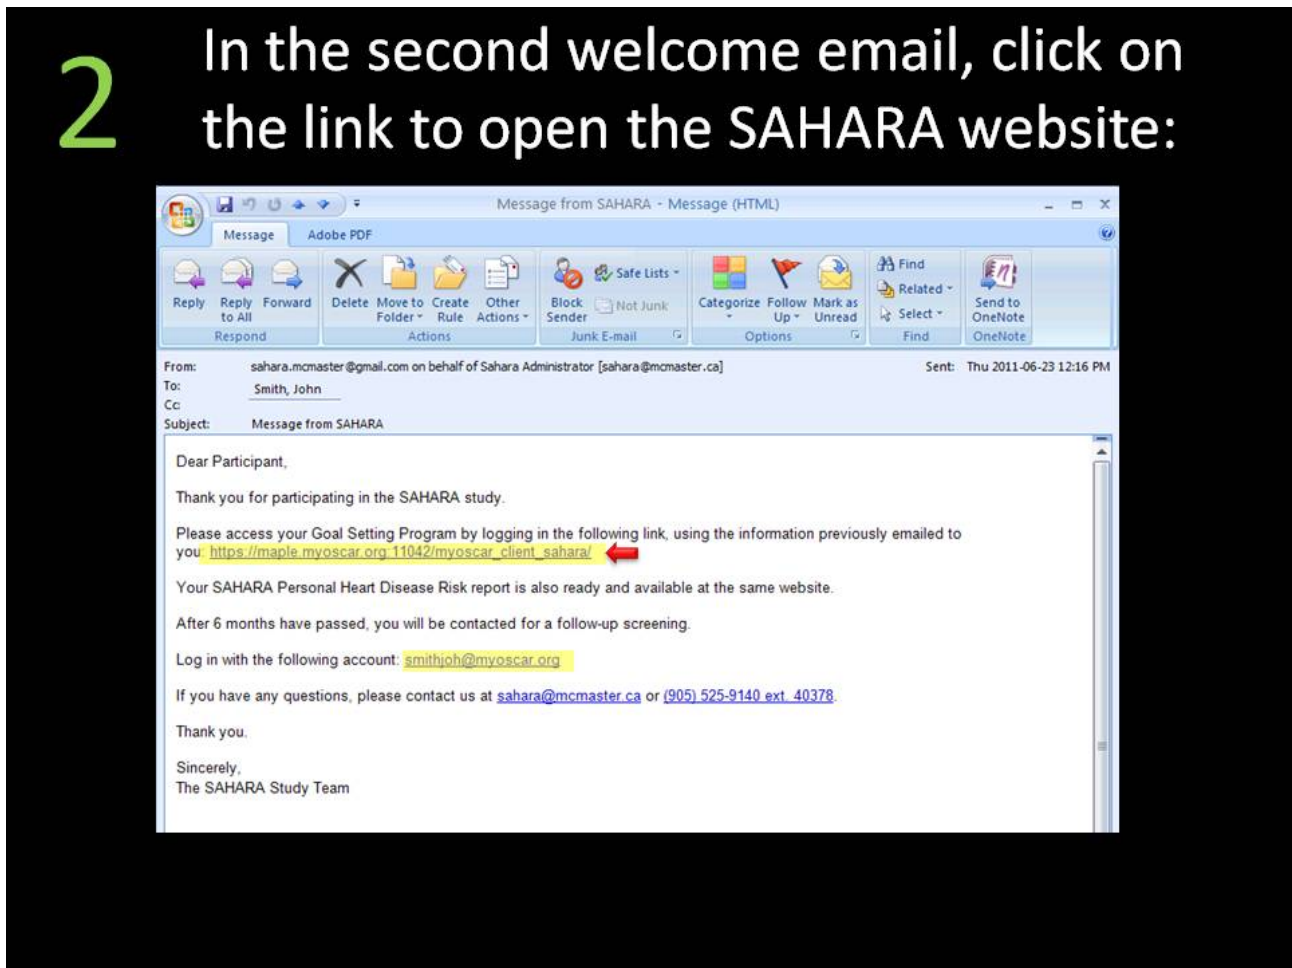 2
In the second welcome email, click on
the link to open the SAHARA website:
Message from SAHARA - Message (HTML)
Message Adobe PDF
Reply Reply to All Forward Delete Move to Folder Create Rule Other Actions Block Sender Safe Lists Not Junk Categorize Follow Up Mark as Unread Find Related Select Send to OneNote
Respond Actions Junk E-mail Options Find OneNote
From: sahara.mcmaster@gmail.com on behalf of Sahara Administrator [sahara@mcmaster.ca] Sent: Thu 2011-06-23 12:16 PM
To: Smith, John
Cc:
Subject: Message from SAHARA
Dear Participant,
Thank you for participating in the SAHARA study.
Please access your Goal Setting Program by logging in the following link, using the information previously emailed to
you: https://maple.myoscar.org:11042/myoscar_client_sahara/
Your SAHARA Personal Heart Disease Risk report is also ready and available at the same website.
After 6 months have passed, you will be contacted for a follow-up screening.
Log in with the following account: smithjoh@myoscar.org
If you have any questions, please contact us at sahara@mcmaster.ca or (905) 525-9140 ext. 40378.
Thank you.
Sincerely,
The SAHARA Study Team